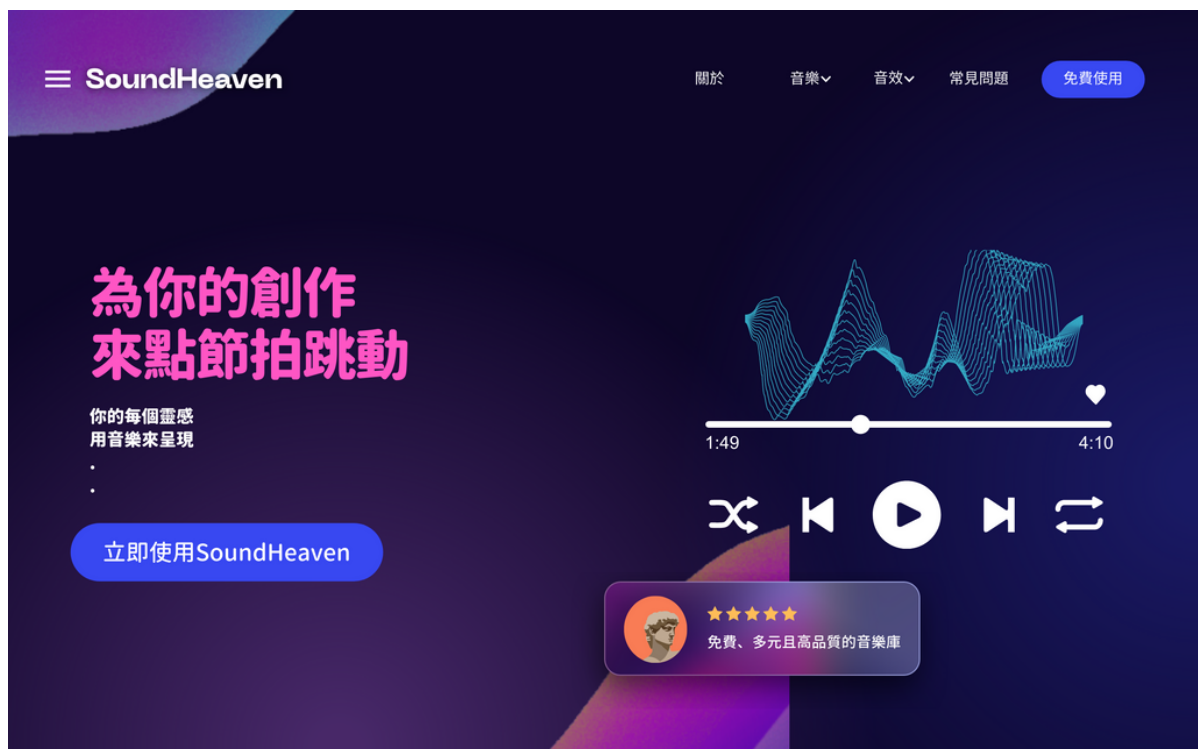 SoundHeaven
關於
音樂
音效
常見問題
免費使用
為你的創作
來點節拍跳動
你的每個靈感
用音樂來呈現
•
•
立即使用SoundHeaven
1:49
4:10
免費、多元且高品質的音樂庫